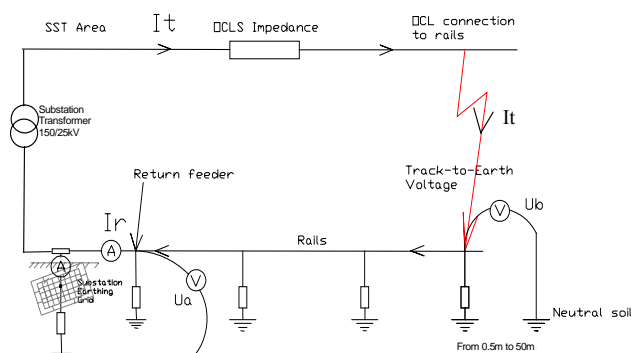 SST Area
It
□CLS Impedance
□CL connection
to rails
Substation
Transformer
150/25kV
It
Track-to-Earth
Voltage
Return feeder
Ub
V
Ir
A
Rails
A
V
Substation
Earthing
Grid
Ua
Neutral soil
From 0.5m to 50m